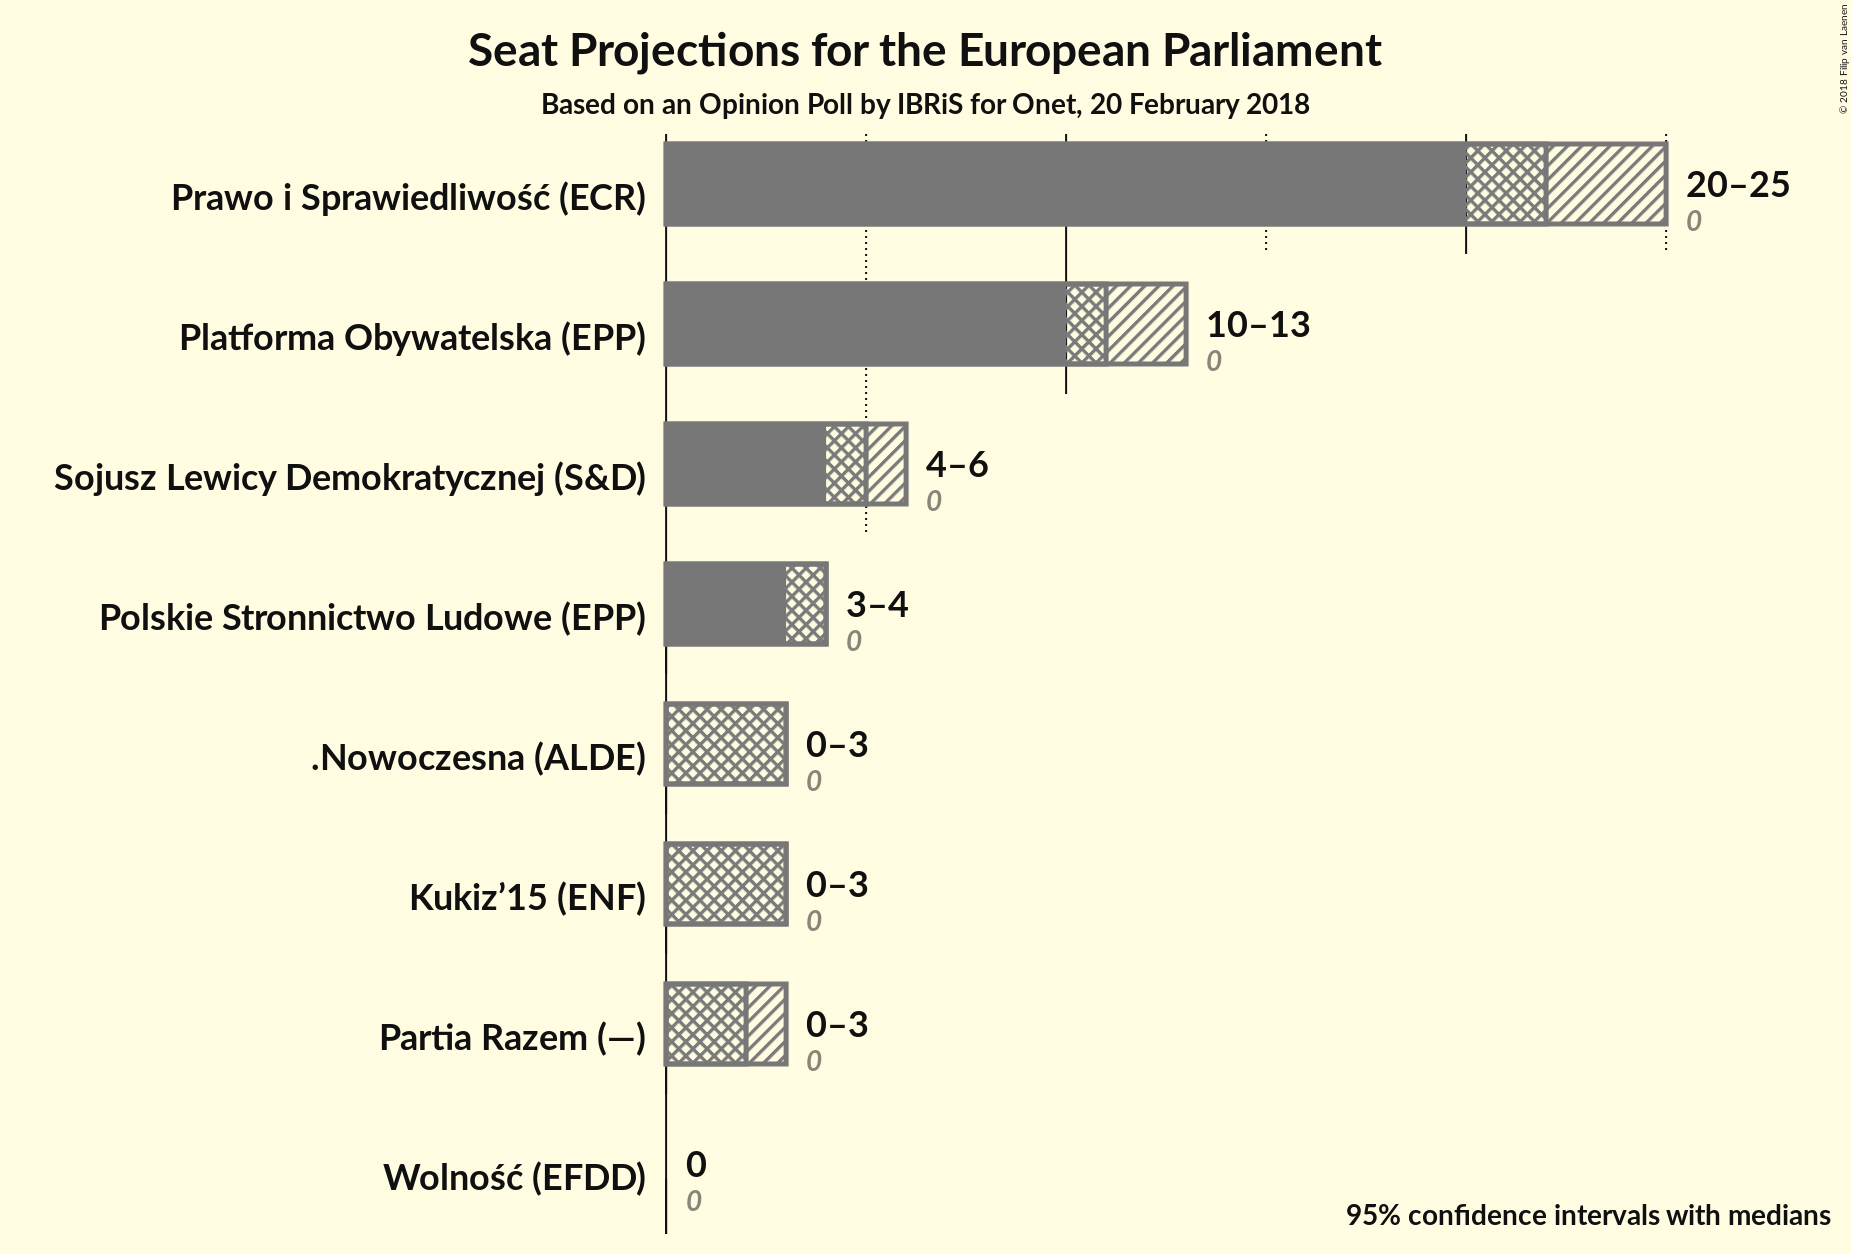 Seat Projections for the European Parliament
Based on an Opinion Poll by IBRiS for Onet, 20 February 2018
© 2018 Filip van Laenen
Prawo i Sprawiedliwość (ECR)
20–25
0
Platforma Obywatelska (EPP)
10–13
0
Sojusz Lewicy Demokratycznej (S&D)
4–6
0
Polskie Stronnictwo Ludowe (EPP)
3–4
0
.Nowoczesna (ALDE)
0–3
0
Kukiz’15 (ENF)
0–3
0
Partia Razem (—)
0–3
0
Wolność (EFDD)
0
0
95% confidence intervals with medians